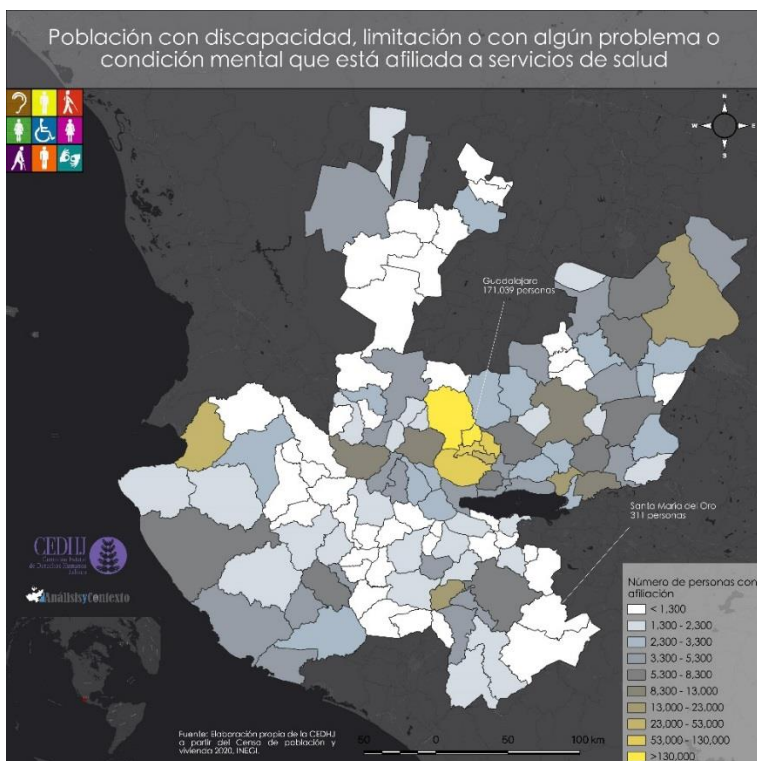 Población con discapacidad, limitación o con algún problema o
condición mental que está afiliada a servicios de salud
N
W
E
S
Guadalajara
171,039 personas
Santa María del Oro
311 personas
CEDHJ
AnálisisyContexto
Número de personas con
afiliación
< 1,300
1,300 - 2,300
2,300 - 3,300
3,300 - 5,300
5,300 - 8,300
8,300 - 13,000
13,000 - 23,000
23,000 - 53,000
53,000 - 130,000
>130,000
Fuente: Elaboración propia de la CEDHJ
a partir del Censo de población y
vivienda 2020, INEGI.
50
0
50
100 km